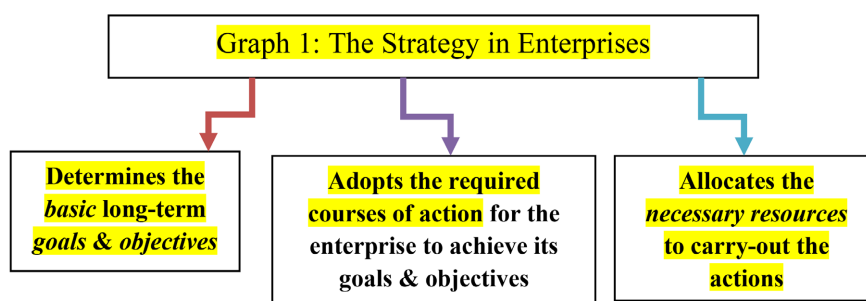 Graph 1: The Strategy in Enterprises
Determines the
basic long-term
goals & objectives
Adopts the required
courses of action for the
enterprise to achieve its
goals & objectives
Allocates the
necessary resources
to carry-out the
actions